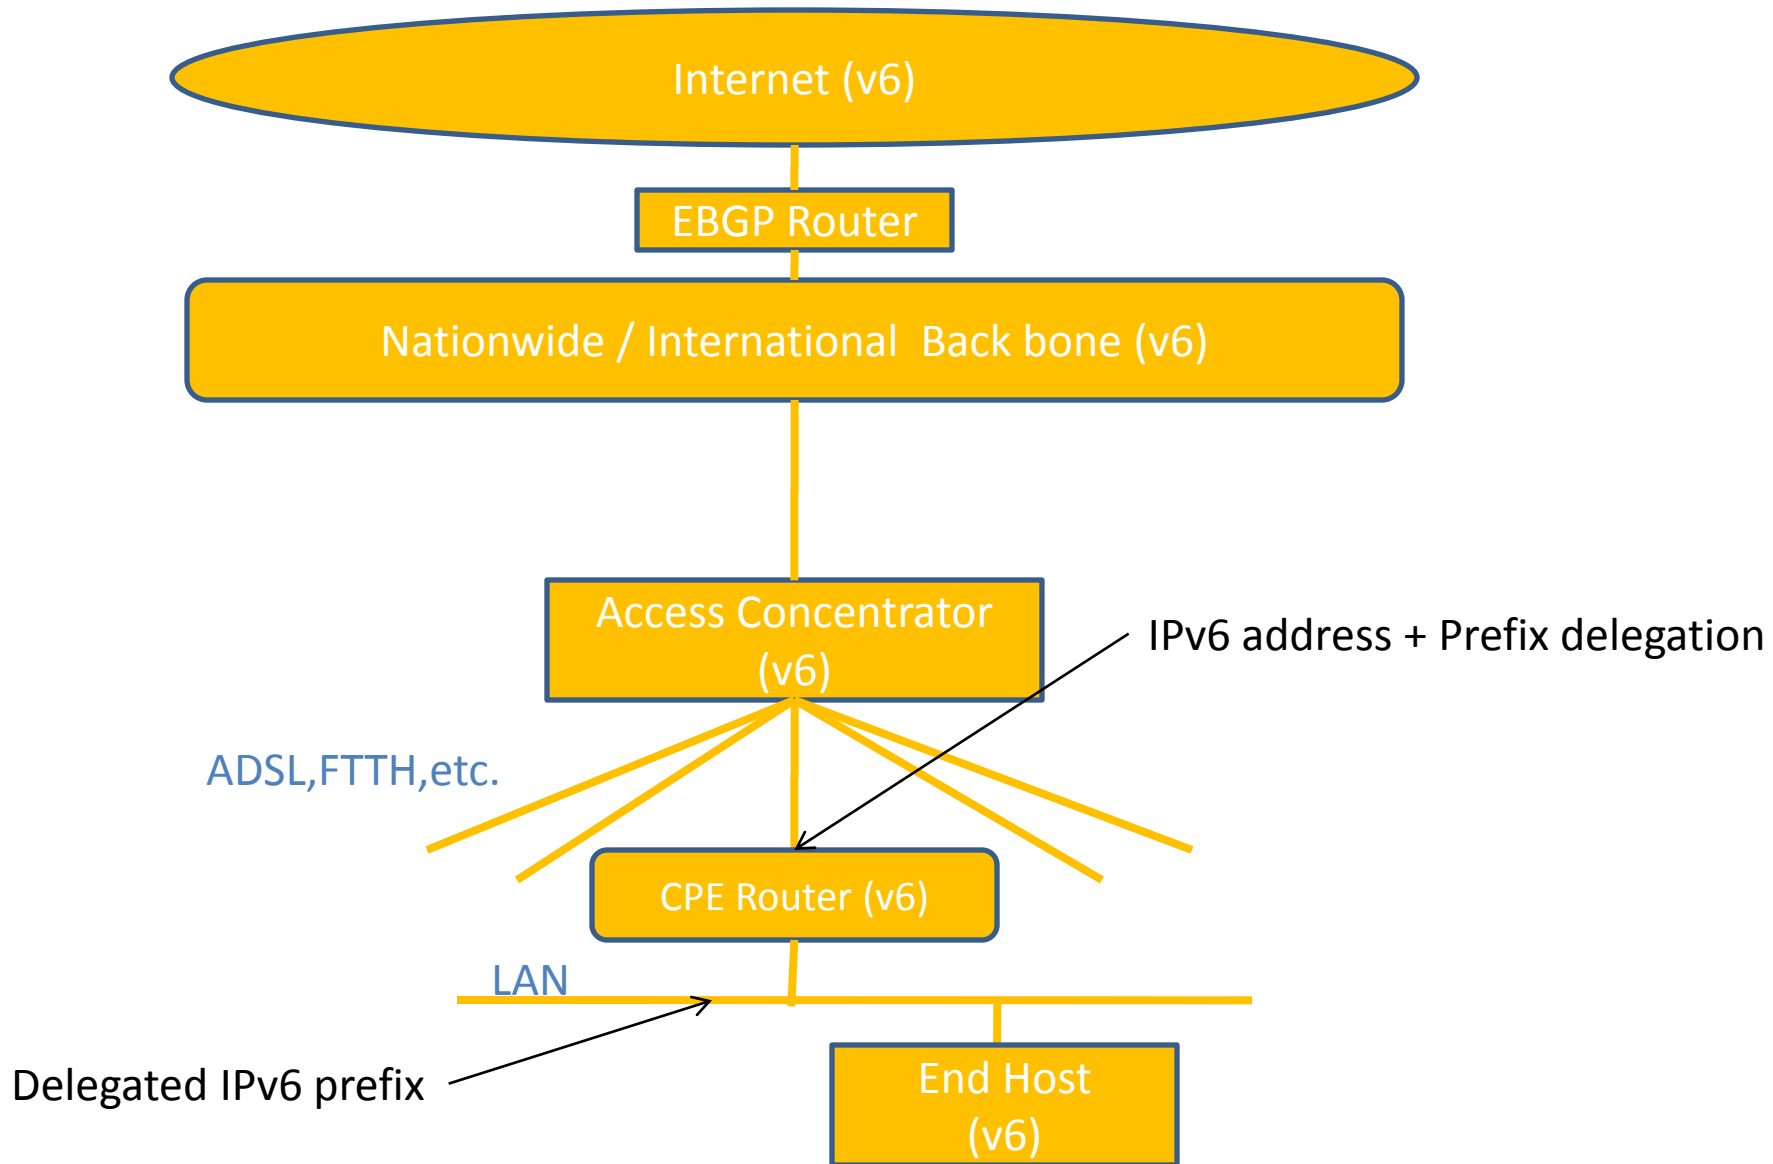 Internet (v6)
EBGP Router
Nationwide / International  Back bone (v6)
Access Concentrator
(v6)
IPv6 address + Prefix delegation
ADSL,FTTH,etc.
CPE Router (v6)
LAN
Delegated IPv6 prefix
End Host
(v6)